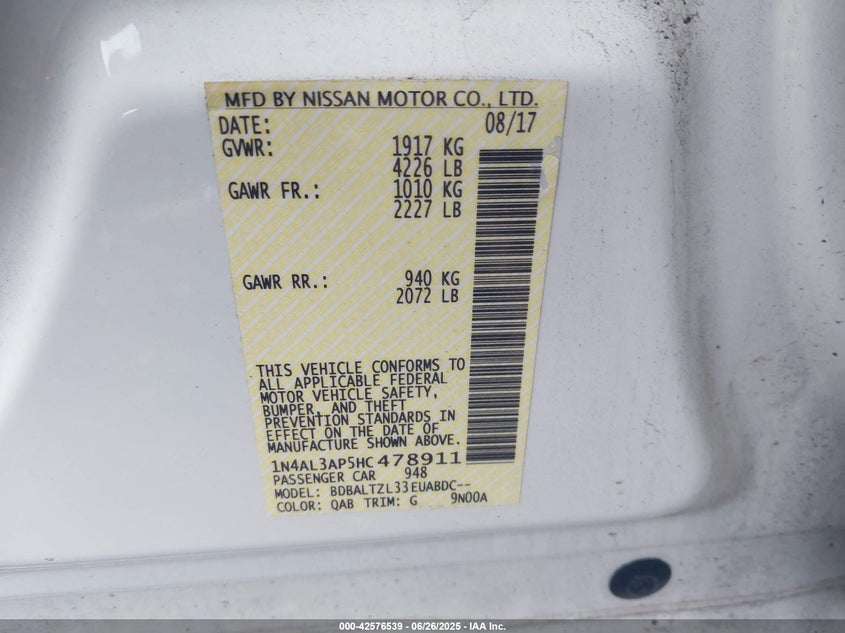 MFD BY NISSAN MOTOR CO., LTD.
DATE: 08/17
GVWR: 1917 KG
4226 LB
GAWR FR.: 1010 KG
2227 LB
GAWR RR.: 940 KG
2072 LB
THIS VEHICLE CONFORMS TO
ALL APPLICABLE FEDERAL
MOTOR VEHICLE SAFETY,
BUMPER, AND THEFT
PREVENTION STANDARDS IN
EFFECT ON THE DATE OF
MANUFACTURE SHOWN ABOVE.
1N4AL3AP5HC478911
PASSENGER CAR 948
MODEL: BDBALTZL33EUABDC--
COLOR: QAB TRIM: G 9N00A
000-42576539 - 06/26/2025 - IAA Inc.